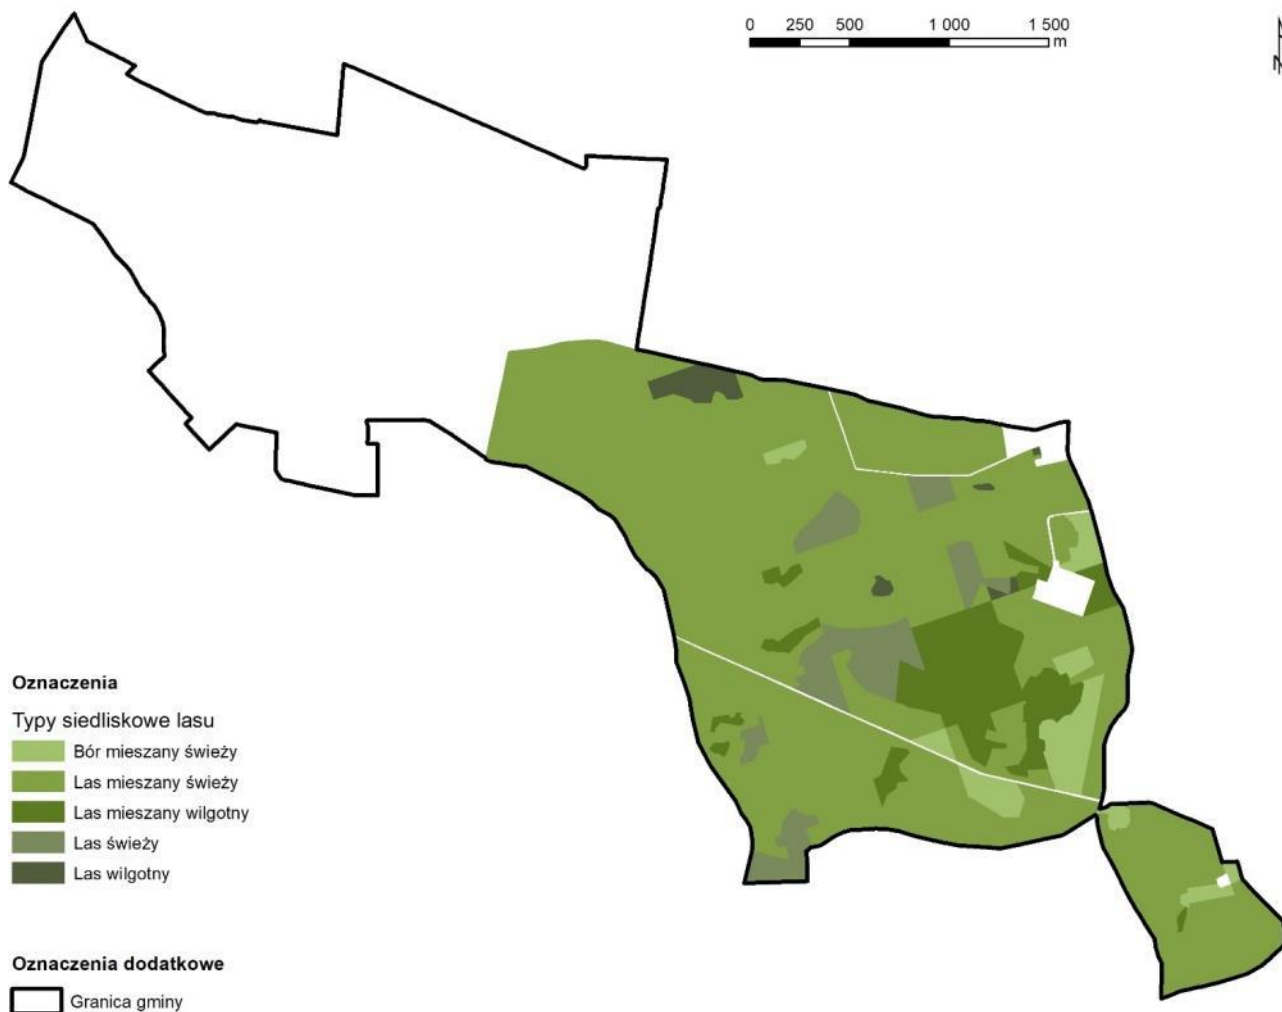 0 250 500 1 000 1 500
m
N
Oznaczenia
Typy siedliskowe lasu
Bór mieszany świeży
Las mieszany świeży
Las mieszany wilgotny
Las świeży
Las wilgotny
Oznaczenia dodatkowe
Granica gminy